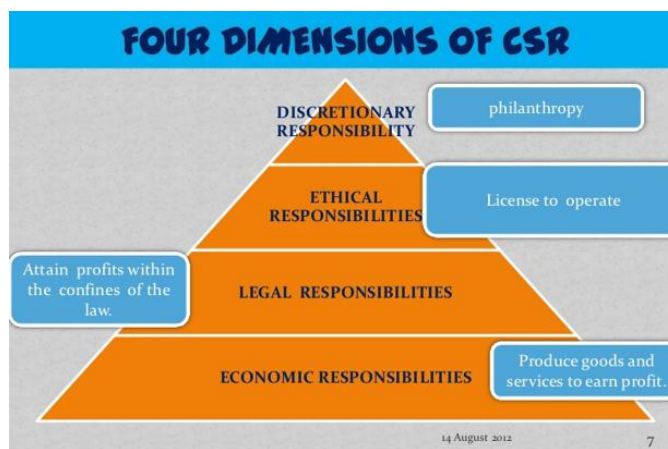 FOUR DIMENSIONS OF CSR
DISCRETIONARY
RESPONSIBILITY
philanthropy
ETHICAL
RESPONSIBILITIES
License to operate
Attain profits within
the confines of the
law.
LEGAL RESPONSIBILITIES
ECONOMIC RESPONSIBILITIES
Produce goods and
services to earn profit.
14 August 2012
7